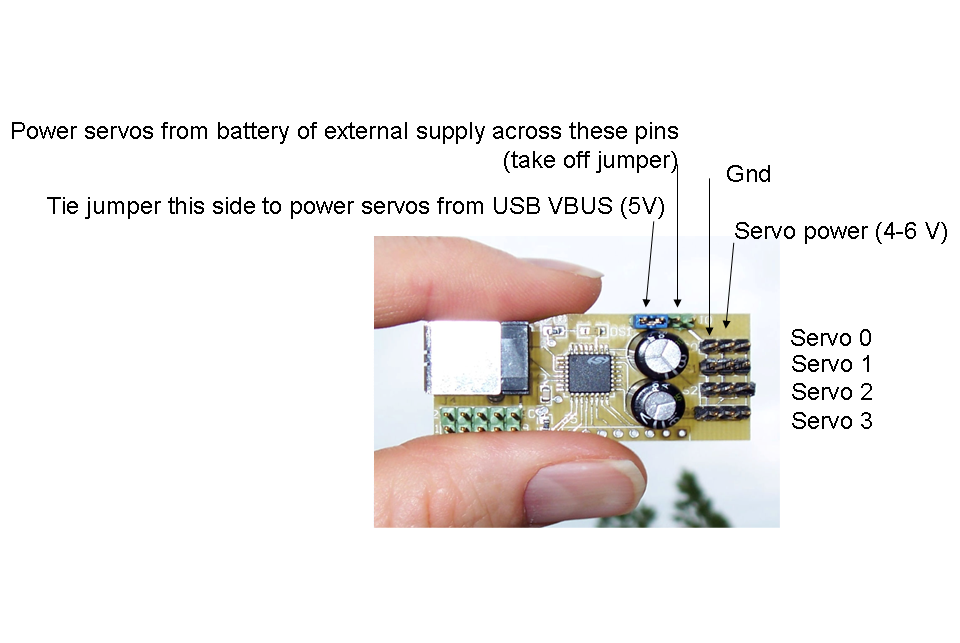 Power servos from battery of external supply across these pins
(take off jumper)
Gnd
Tie jumper this side to power servos from USB VBUS (5V)
Servo power (4-6 V)
Servo 0
Servo 1
Servo 2
Servo 3